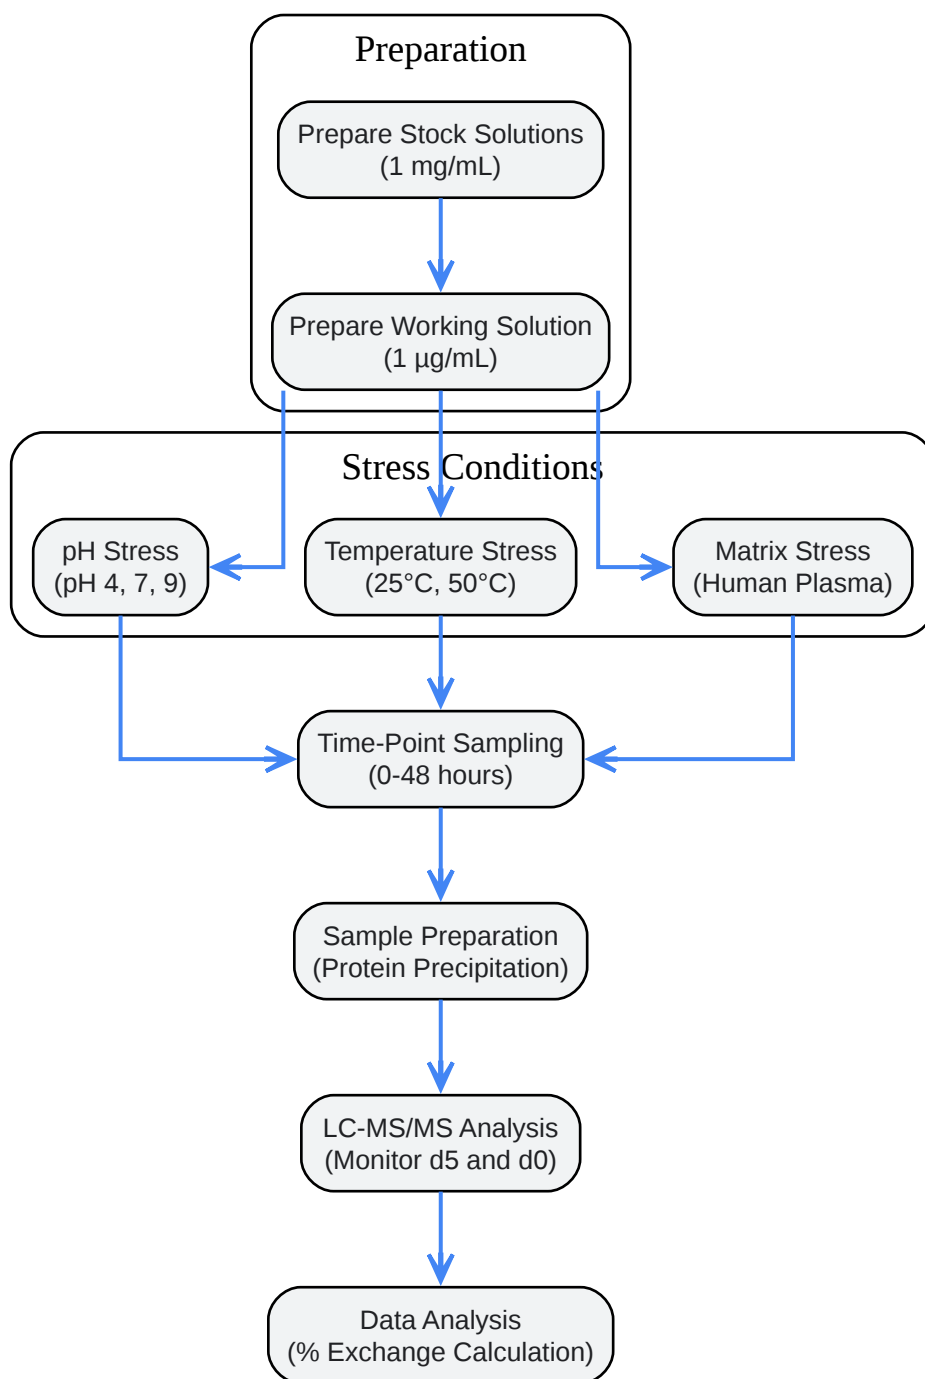 Preparation
Prepare Stock Solutions
(1 mg/mL)
Prepare Working Solution
(1 µg/mL)
Stress Conditions
pH Stress
(pH 4, 7, 9)
Temperature Stress
(25°C, 50°C)
Matrix Stress
(Human Plasma)
Time-Point Sampling
(0-48 hours)
Sample Preparation
(Protein Precipitation)
LC-MS/MS Analysis
(Monitor d5 and d0)
Data Analysis
(% Exchange Calculation)